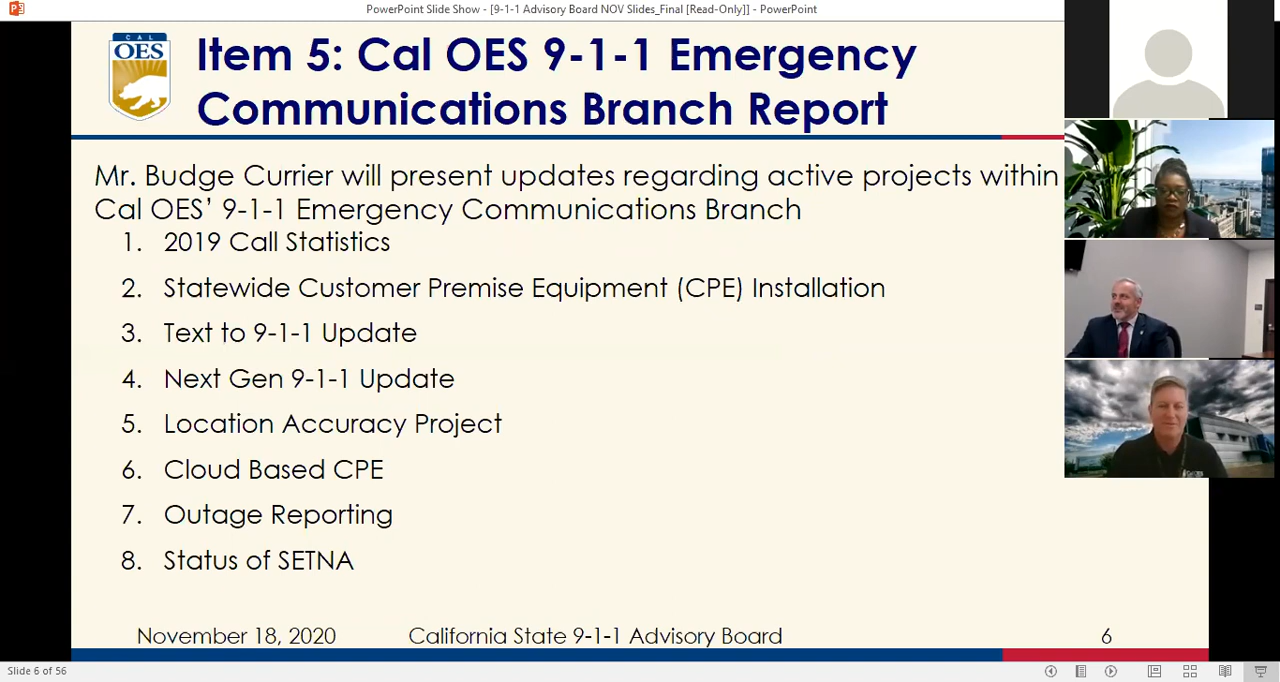 PowerPoint Slide Show - [9-1-1 Advisory Board NOV Slides_Final [Read-Only]] - PowerPoint
CAL
OES
Item 5: Cal OES 9-1-1 Emergency
Communications Branch Report
Mr. Budge Currier will present updates regarding active projects within
Cal OES’ 9-1-1 Emergency Communications Branch
1. 2019 Call Statistics
2. Statewide Customer Premise Equipment (CPE) Installation
3. Text to 9-1-1 Update
4. Next Gen 9-1-1 Update
5. Location Accuracy Project
6. Cloud Based CPE
7. Outage Reporting
8. Status of SETNA
November 18, 2020 California State 9-1-1 Advisory Board 6
Slide 6 of 56